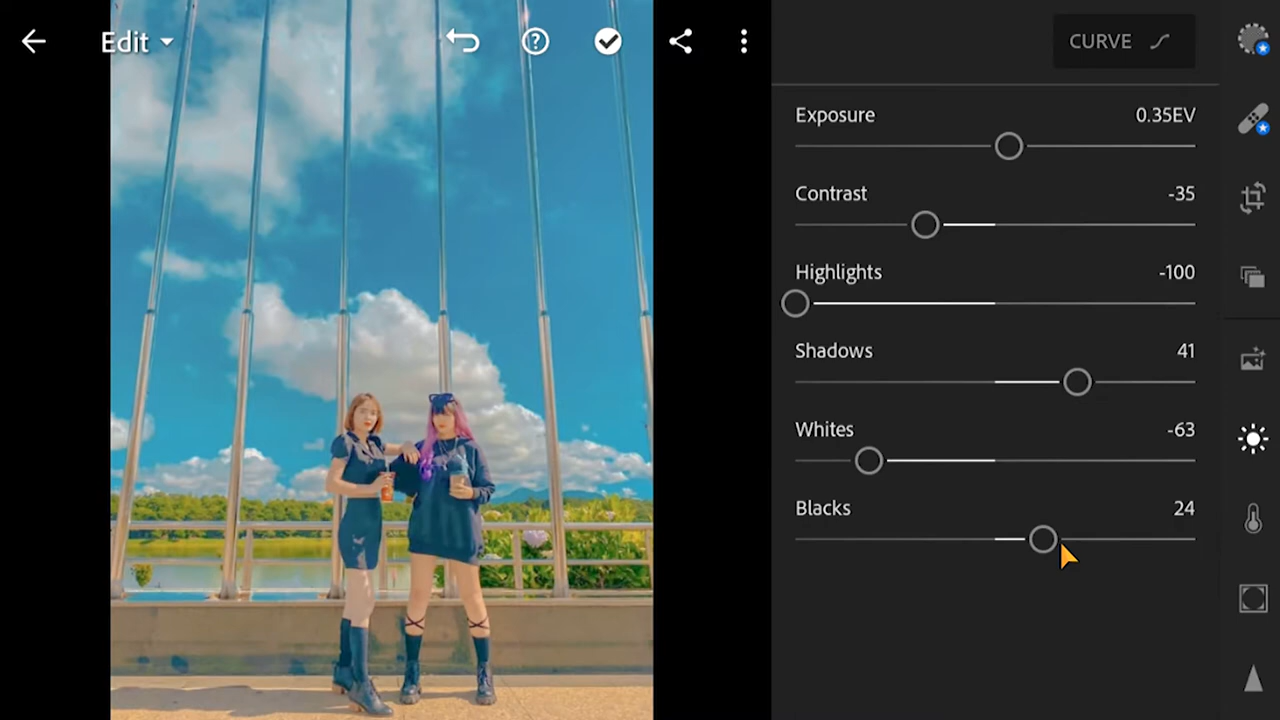 Edit
CURVE
Exposure 0.35EV
Contrast -35
Highlights -100
Shadows 41
Whites -63
Blacks 24